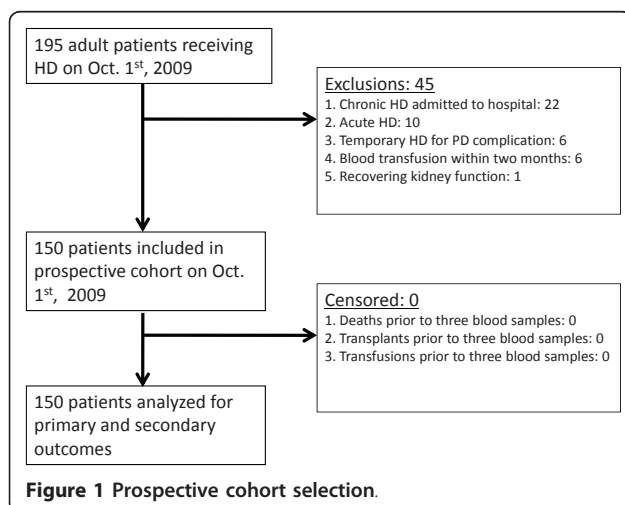 195 adult patients receiving
HD on Oct. 1st, 2009
Exclusions: 45
1. Chronic HD admitted to hospital: 22
2. Acute HD: 10
3. Temporary HD for PD complication: 6
4. Blood transfusion within two months: 6
5. Recovering kidney function: 1
150 patients included in
prospective cohort on Oct.
1st, 2009
Censored: 0
1. Deaths prior to three blood samples: 0
2. Transplants prior to three blood samples: 0
3. Transfusions prior to three blood samples: 0
150 patients analyzed for
primary and secondary
outcomes
Figure 1 Prospective cohort selection.